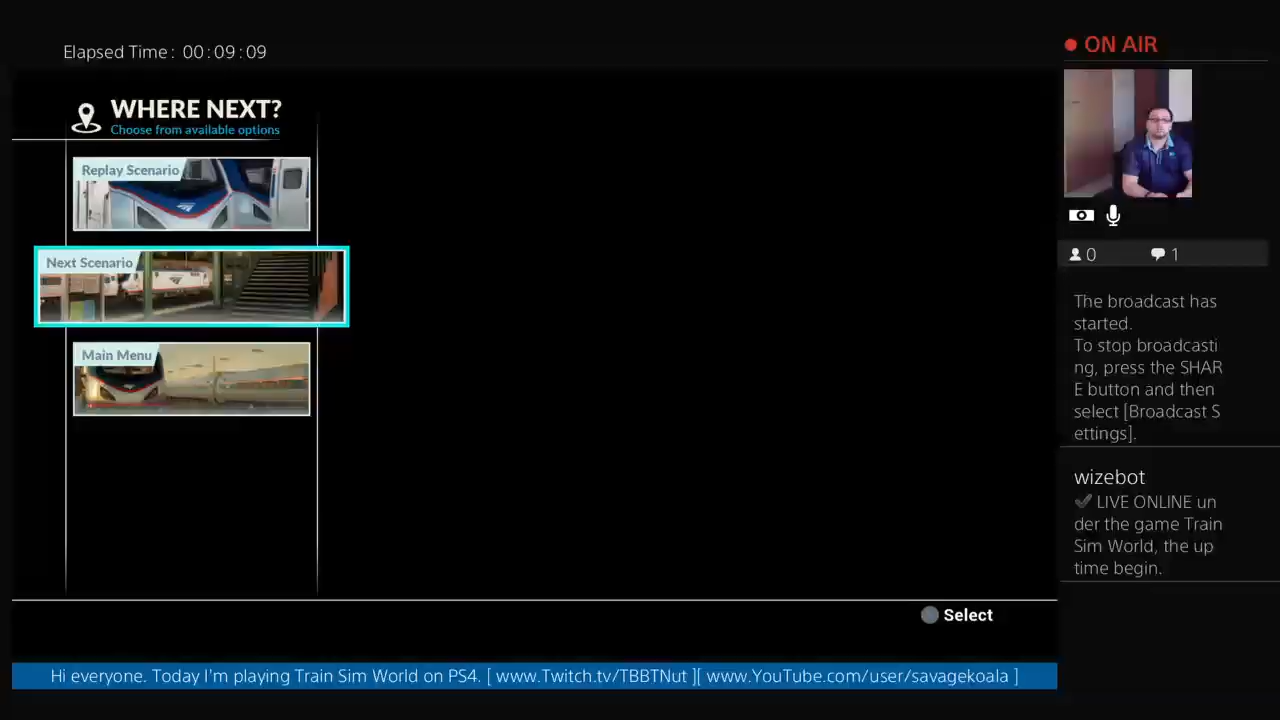 Elapsed Time: 00:09:09
ON AIR
WHERE NEXT?
Choose from available options
Replay Scenario
Next Scenario
Main Menu
0
1
The broadcast has
started.
To stop broadcasti
ng, press the SHAR
E button and then
select [Broadcast S
ettings].
wizebot
✓ LIVE ONLINE un
der the game Train
Sim World, the up
time begin.
Select
Hi everyone. Today I'm playing Train Sim World on PS4. [ www.Twitch.tv/TBBTNut ][ www.YouTube.com/user/savagekoala ]